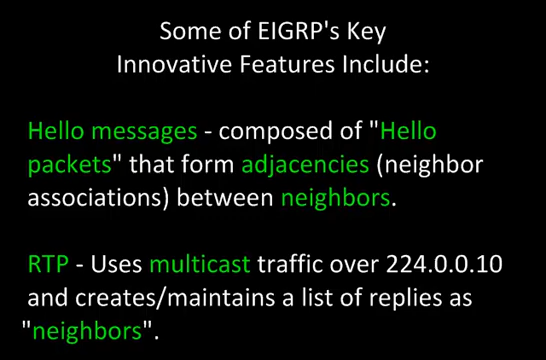 Some of EIGRP's Key
Innovative Features Include:
Hello messages - composed of "Hello
packets" that form adjacencies (neighbor
associations) between neighbors.
RTP - Uses multicast traffic over 224.0.0.10
and creates/maintains a list of replies as
"neighbors".